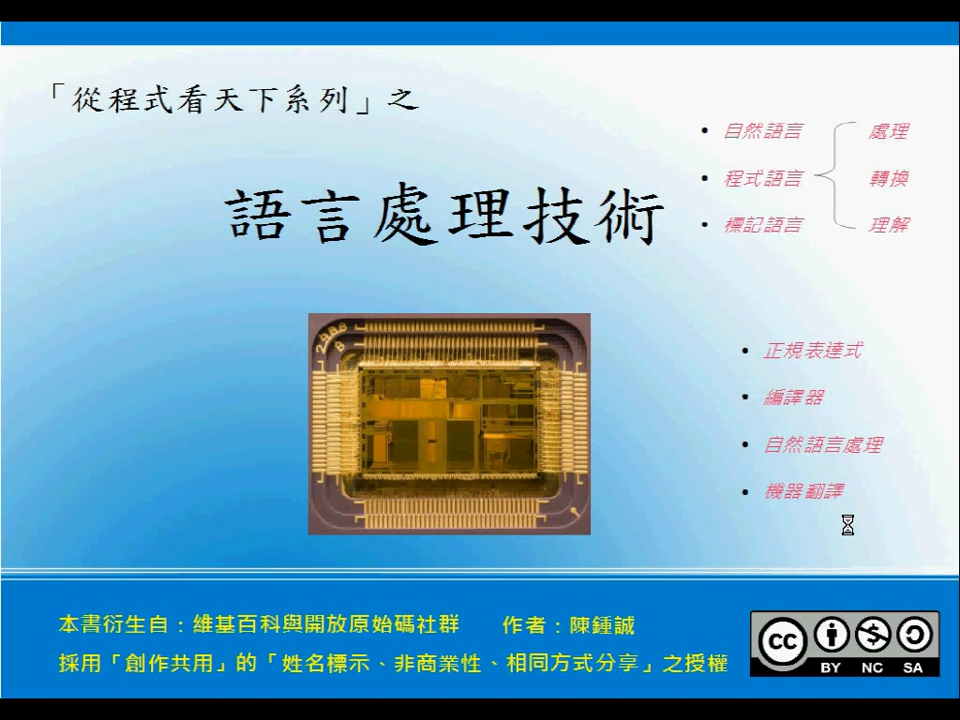 「從程式看天下系列」之
語言處理技術
• 自然語言 處理
• 程式語言 轉換
• 標記語言 理解
• 正規表達式
• 編譯器
• 自然語言處理
• 機器翻譯
本書衍生自:維基百科與開放原始碼社群 作者:陳鍾誠
採用「創作共用」的「姓名標示、非商業性、相同方式分享」之授權
cc
BY NC SA